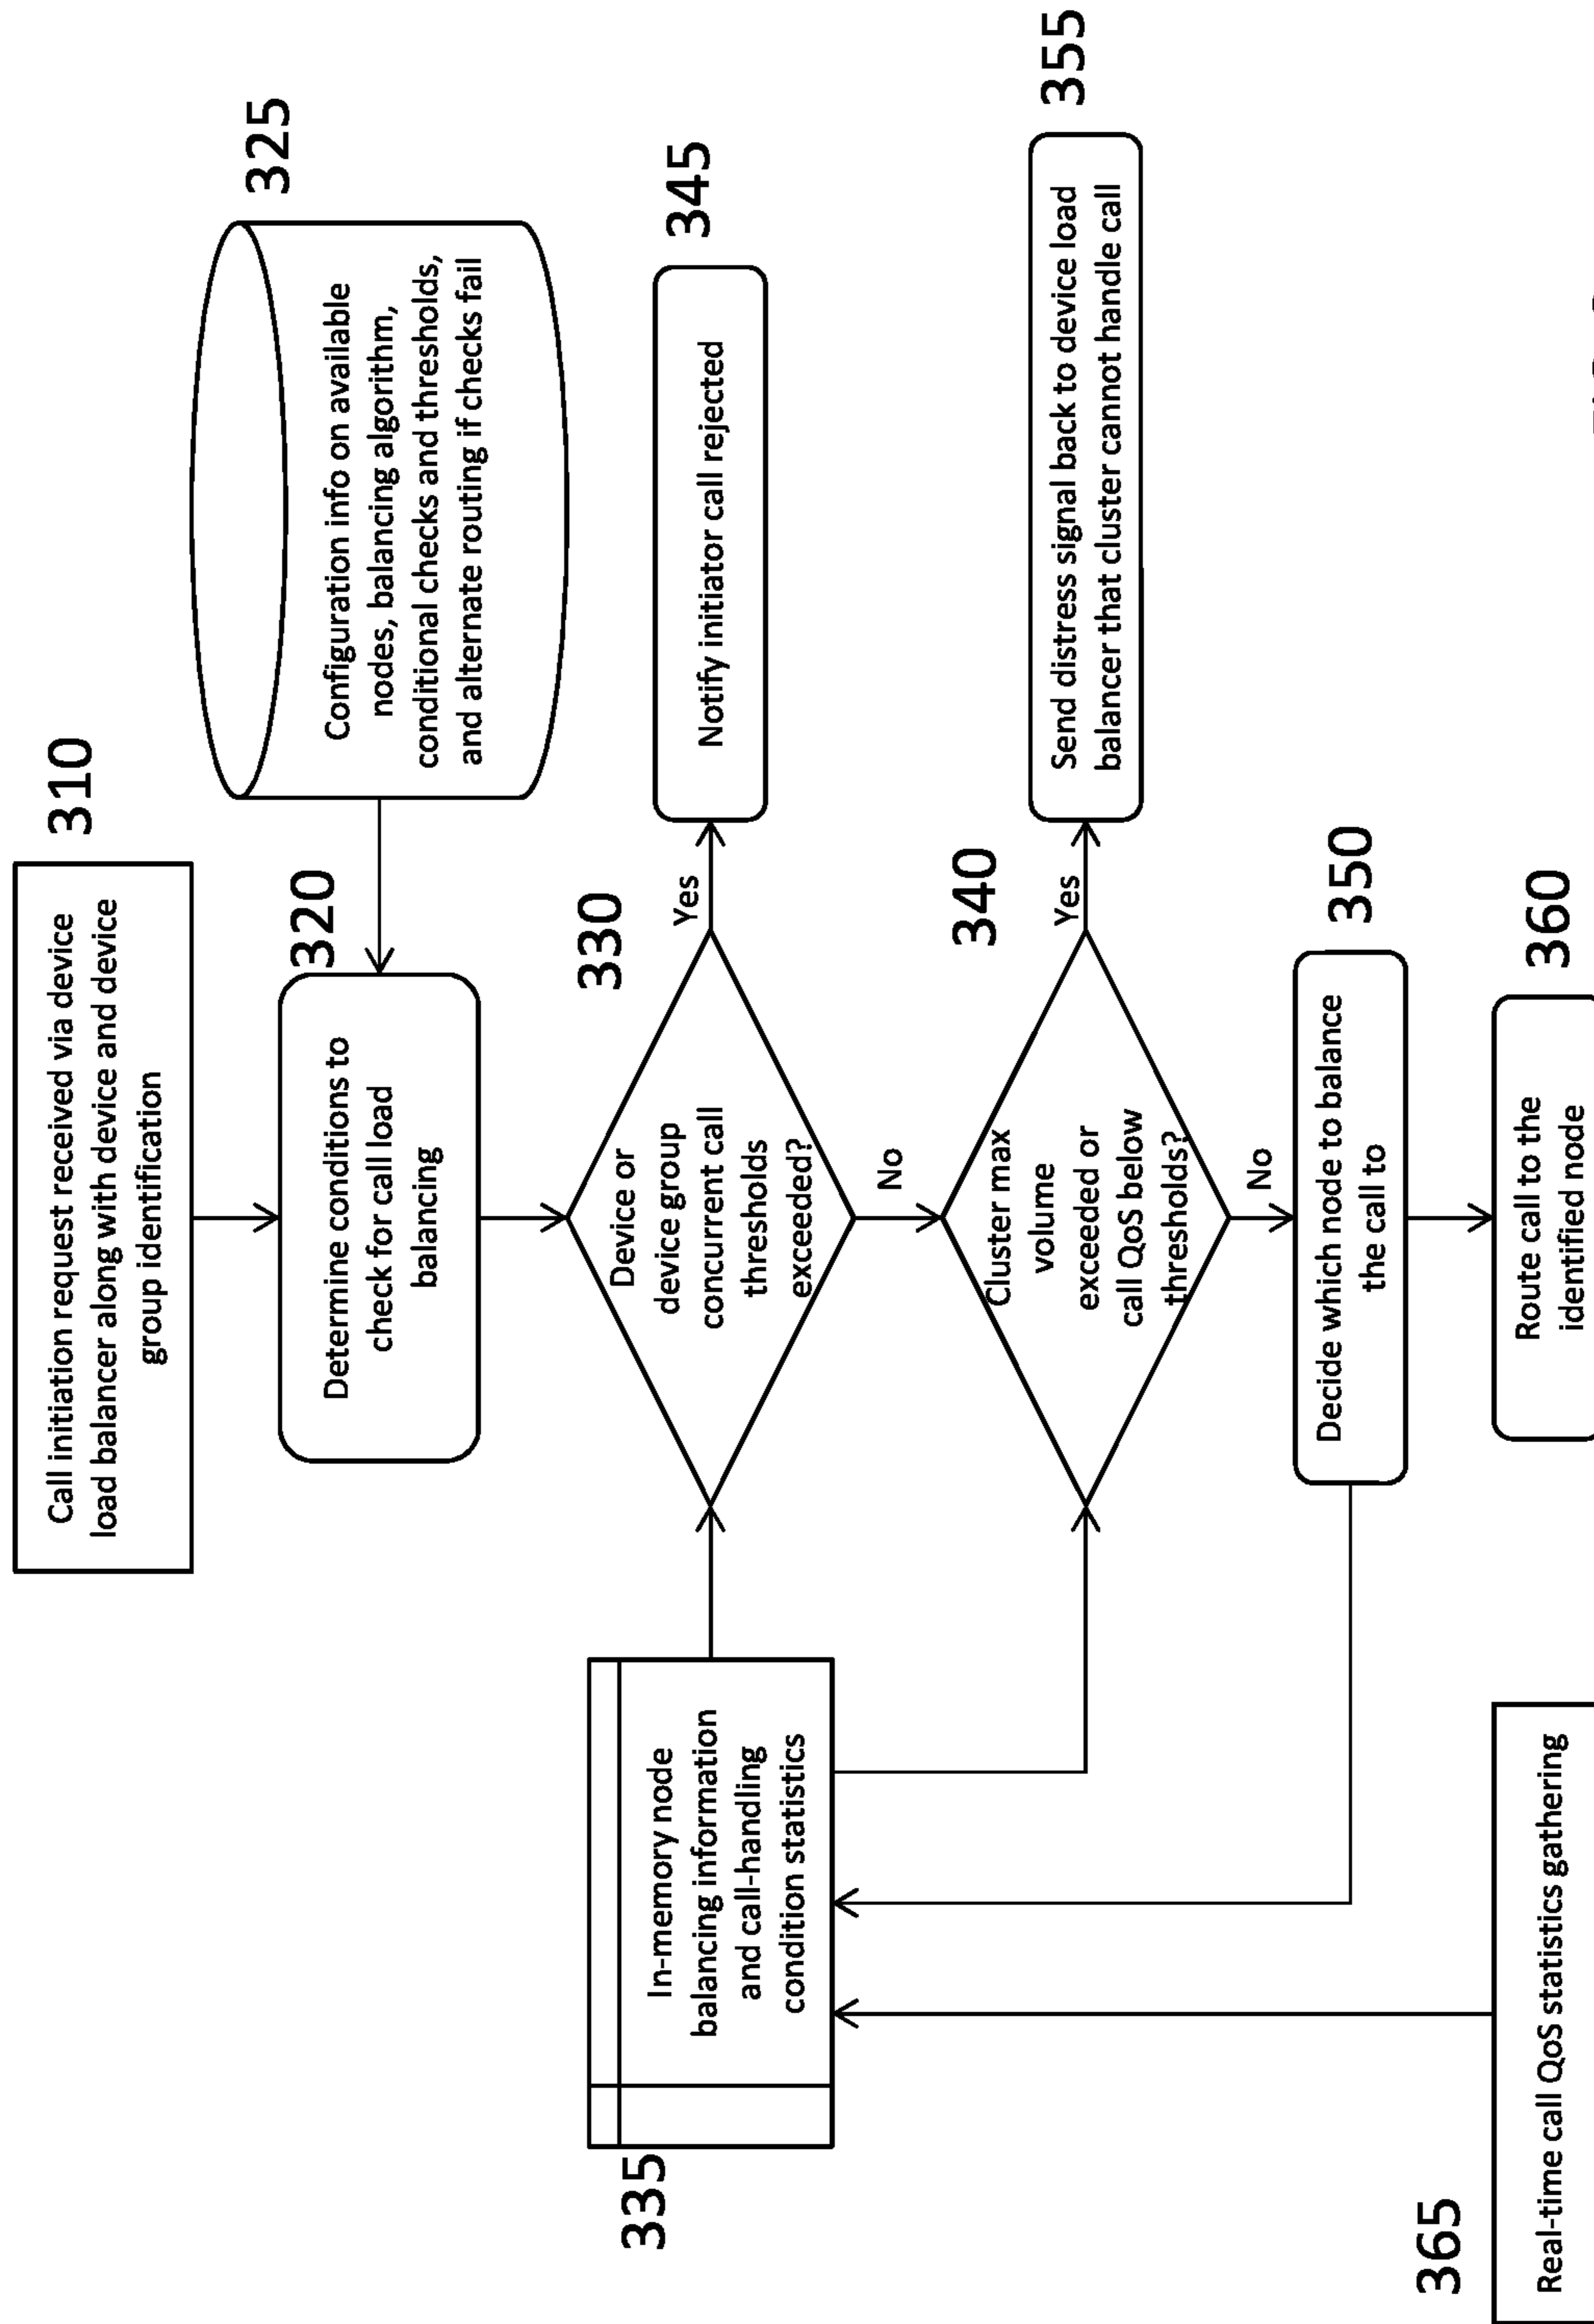 310
Call initiation request received via device
load balancer along with device and device
group identification
325
Configuration info on available
nodes, balancing algorithm,
conditional checks and thresholds,
and alternate routing if checks fail
320
Determine conditions to
check for call load
balancing
330
Device or
device group
concurrent call
thresholds
exceeded?
Yes
345
Notify initiator call rejected
335
In-memory node
balancing information
and call-handling
condition statistics
No
340
Cluster max
volume
exceeded or
call QoS below
thresholds?
Yes
355
Send distress signal back to device load
balancer that cluster cannot handle call
No
350
Decide which node to balance
the call to
360
Route call to the
identified node
365
Real-time call QoS statistics gathering